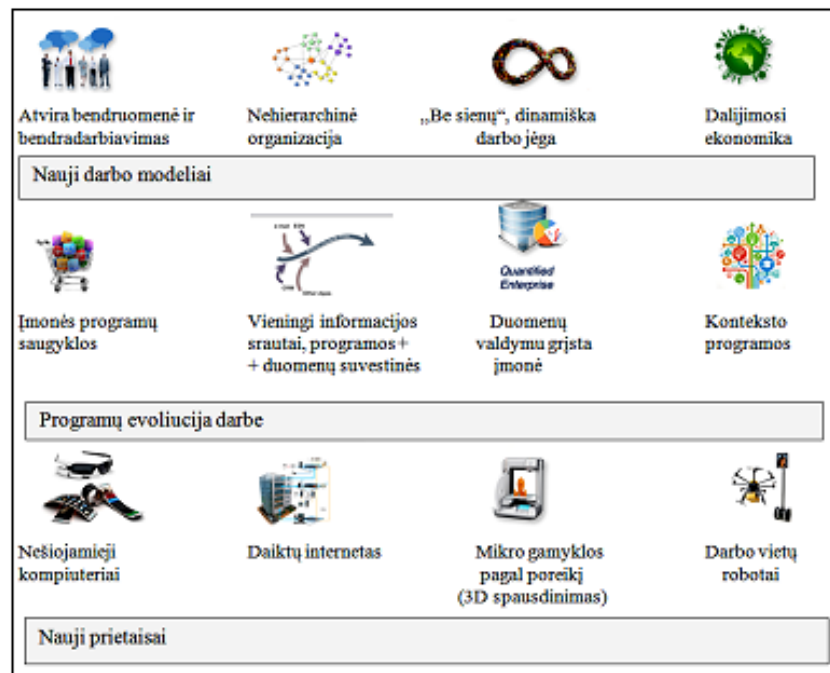 Atvira bendruomenė ir
bendradarbiavimas
Nehierarchinė
organizacija
„Be sienų“, dinamiška
darbo jėga
Dalijimosi
ekonomika
Nauji darbo modeliai
Quantified
Enterprise
Įmonės programų
saugyklos
Vieningi informacijos
srautai, programos +
+ duomenų suvestinės
Duomenų
valdymu grįsta
įmonė
Konteksto
programos
Programų evoliucija darbe
Nešiojamieji
kompiuteriai
Daiktų internetas
Mikro gamyklos
pagal poreikį
(3D spausdinimas)
Darbo vietų
robotai
Nauji prietaisai